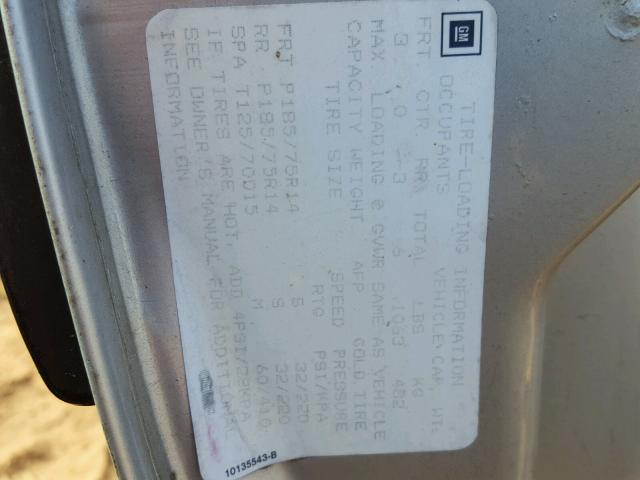 GM
TIRE-LOADING INFORMATION
OCCUPANTS VEHICLE CAP. WT.
FRT CTR RR TOTAL LBS KG
3 0 3 6 1063 482
MAX LOADING @ GVWR SAME AS VEHICLE
CAPACITY WEIGHT APP COLD TIRE
TIRE SIZE SPEED PRESSURE
RTG PSI/KPA
FRT P185/75R14 S 32/220
RR P185/75R14 S 32/220
SPA T125/70D15 M 60/410
IF TIRES ARE HOT, ADD 4PSI/28KPA
SEE OWNER'S MANUAL FOR ADDITIONAL
INFORMATION
10135543-B